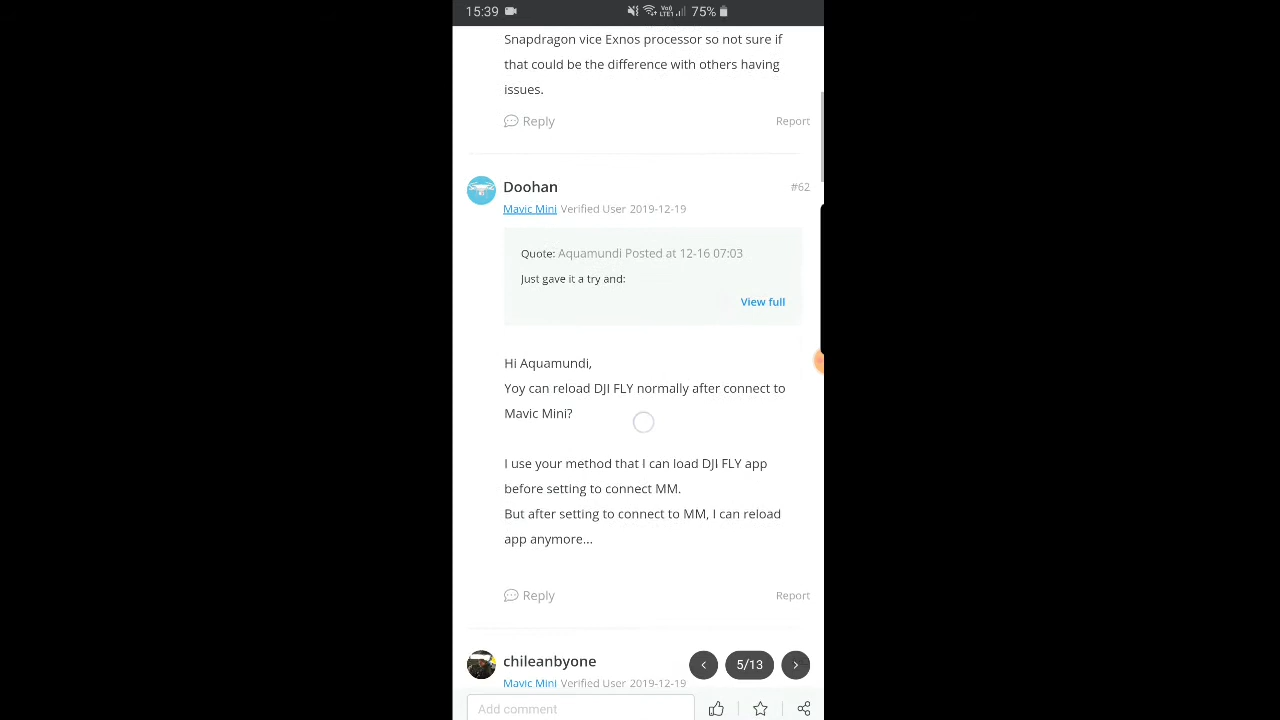 15:39
VoI) LTE1 75%
Snapdragon vice Exnos processor so not sure if
that could be the difference with others having
issues.
Reply Report
Doohan #62
Mavic Mini Verified User 2019-12-19
Quote: Aquamundi Posted at 12-16 07:03
Just gave it a try and:
View full
Hi Aquamundi,
Yoy can reload DJI FLY normally after connect to
Mavic Mini?
I use your method that I can load DJI FLY app
before setting to connect MM.
But after setting to connect to MM, I can reload
app anymore...
Reply Report
chileanbyone
Mavic Mini Verified User 2019-12-19
< 5/13 >
Add comment